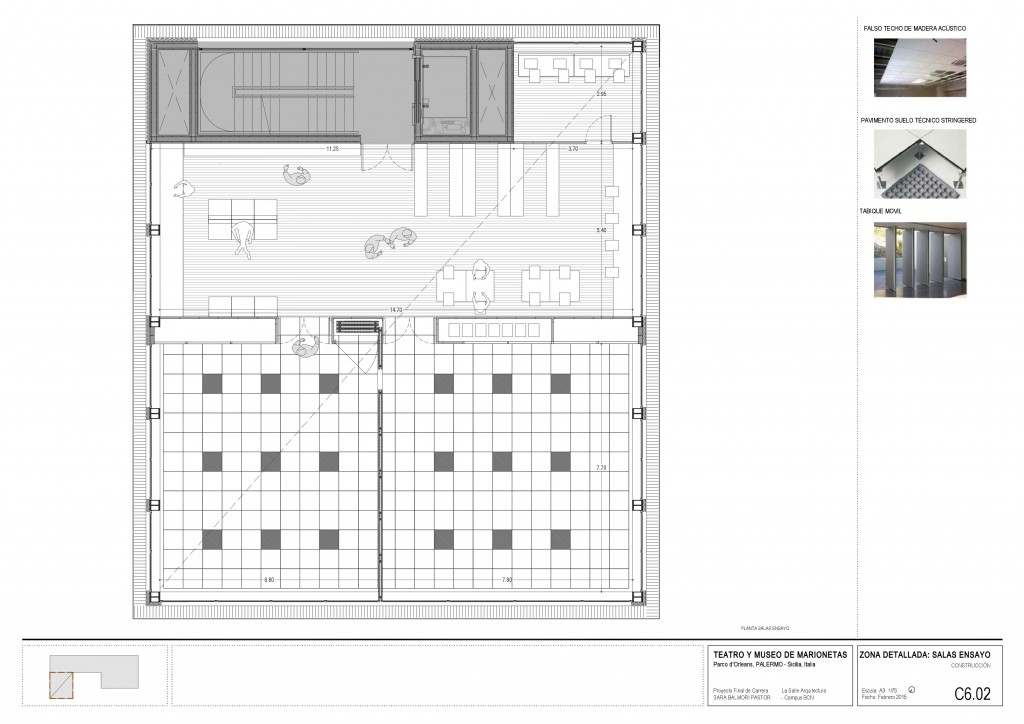 FALSO TECHO DE MADERA ACÚSTICO
PAVIMENTO SUELO TÉCNICO STRINGERED
TABIQUE MOVIL
3.95
11.25
3.70
5.40
14.70
7.70
6.80
7.80
PLANTA SALAS ENSAYO
TEATRO Y MUSEO DE MARIONETAS
Parco d'Orleans, PALERMO - Sicilia, Italia
Proyecto Final de Carrera La Salle Arquitectura
SARA BALMORI PASTOR - Campus BCN
ZONA DETALLADA: SALAS ENSAYO
CONSTRUCCIÓN
Escala A3 1/75
Fecha Febrero 2015
C6.02